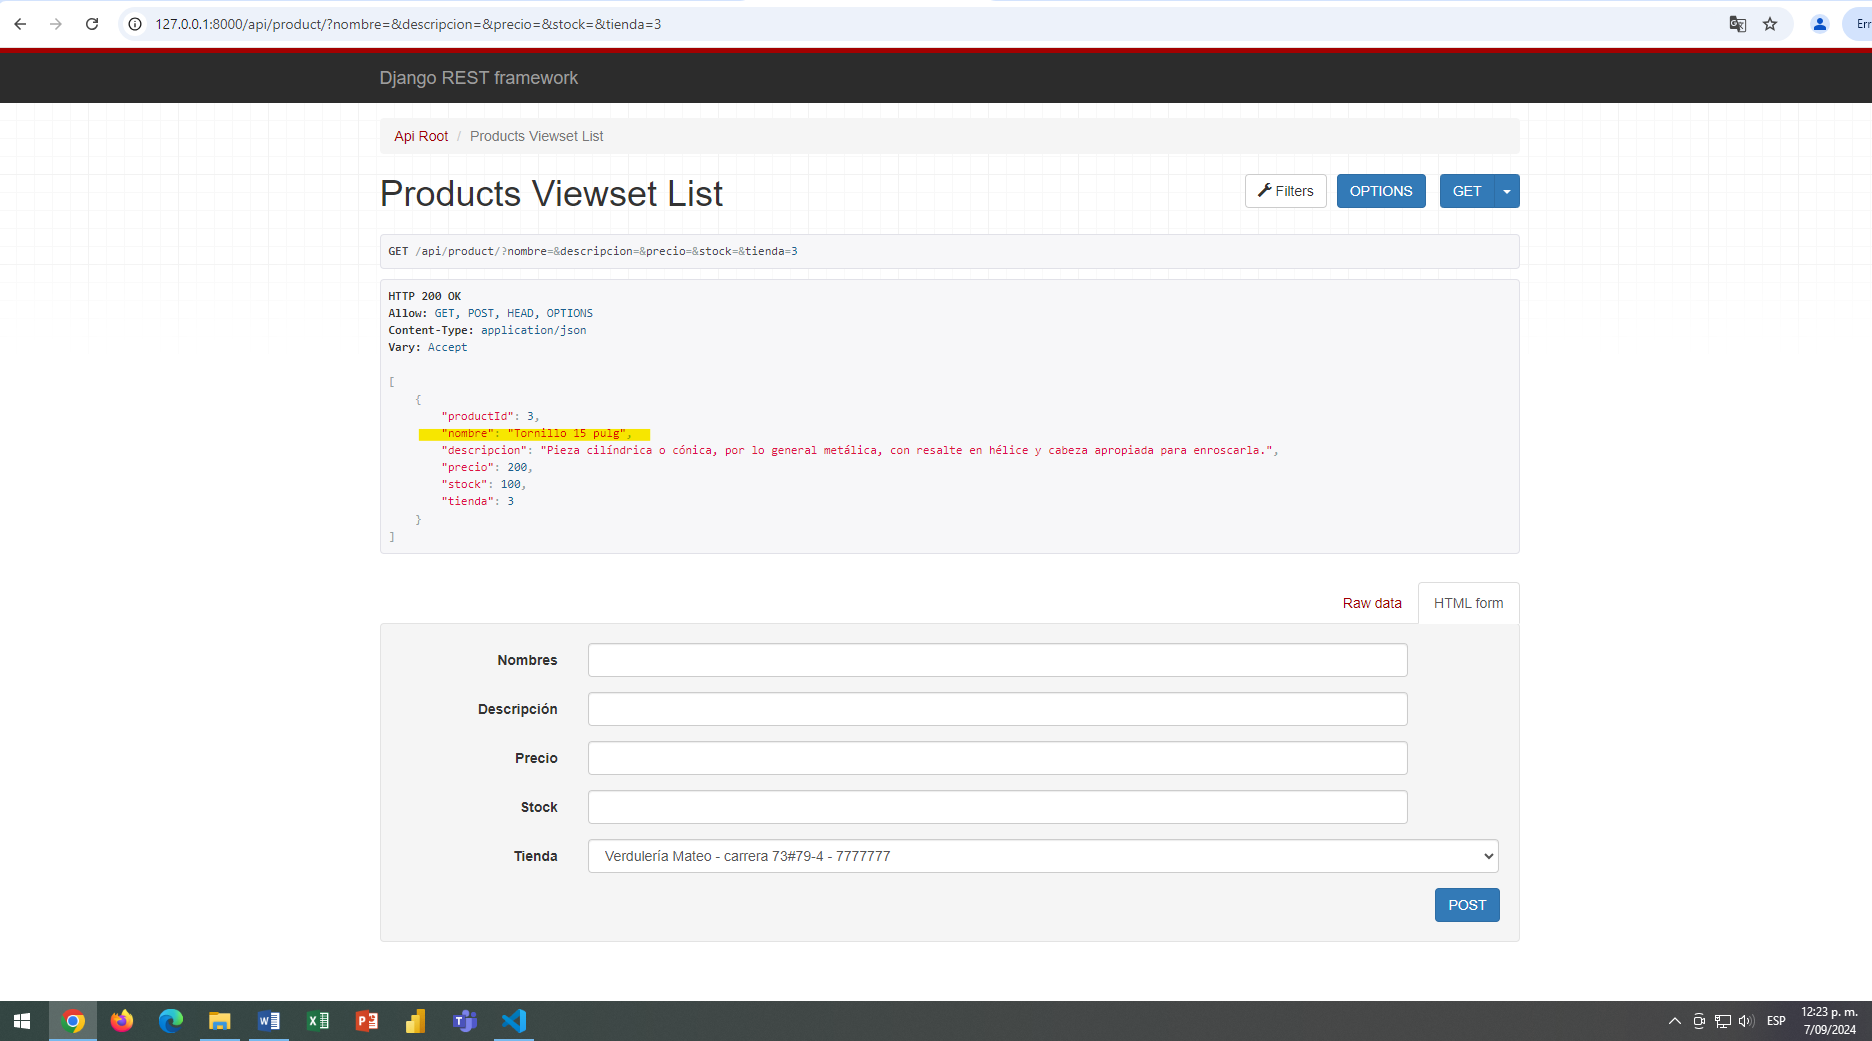 127.0.0.1:8000/api/product/?nombre=&descripcion=&precio=&stock=&tienda=3
Err
Django REST framework
Api Root / Products Viewset List
Products Viewset List
Filters
OPTIONS
GET
GET /api/product/?nombre=&descripcion=&precio=&stock=&tienda=3
HTTP 200 OK
Allow: GET, POST, HEAD, OPTIONS
Content-Type: application/json
Vary: Accept
[
{
"productId": 3,
"nombre": "Tornillo 15 pulg",
"descripcion": "Pieza cilíndrica o cónica, por lo general metálica, con resalte en hélice y cabeza apropiada para enroscarla.",
"precio": 200,
"stock": 100,
"tienda": 3
}
]
Raw data
HTML form
Nombres
Descripción
Precio
Stock
Tienda
Verdulería Mateo - carrera 73#79-4 - 7777777
POST
ESP
12:23 p. m.
7/09/2024